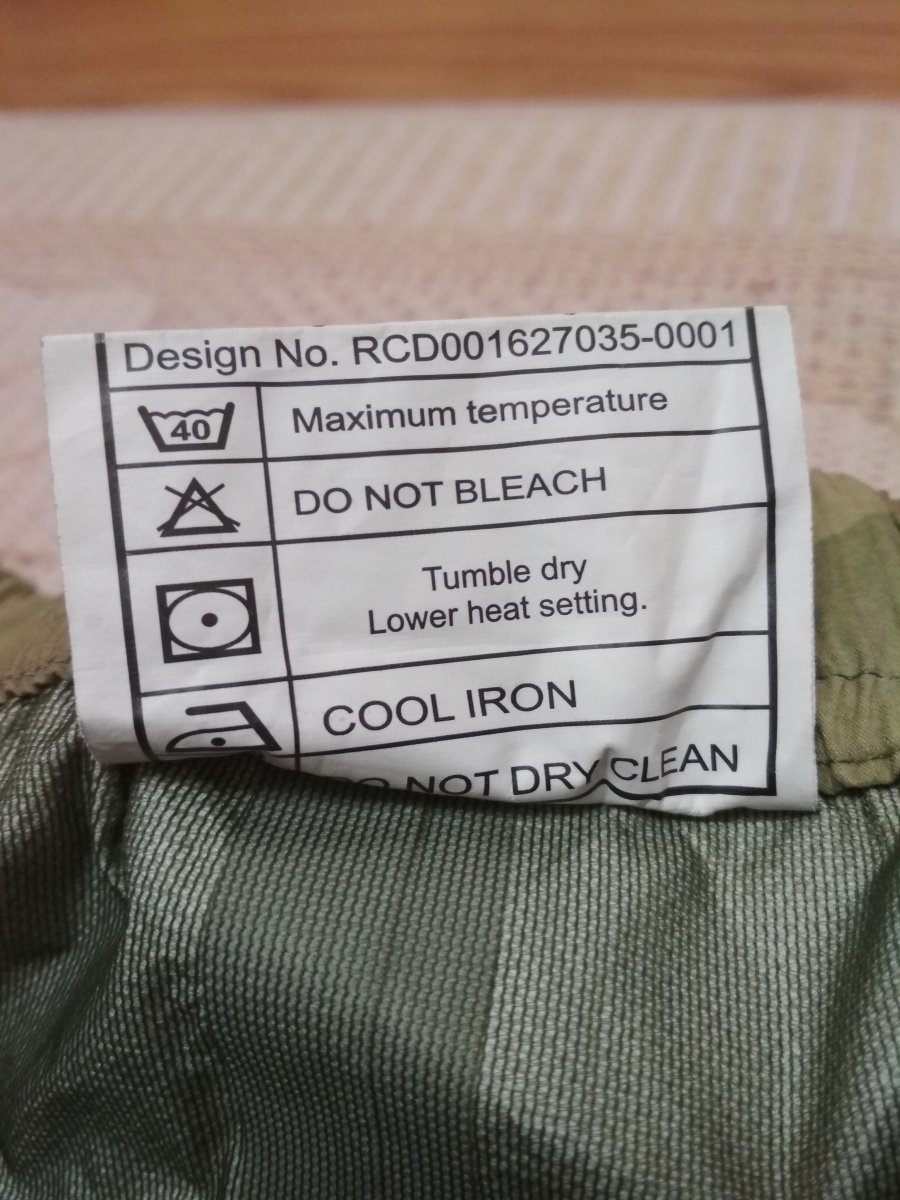 Design No. RCD001627035-0001
40
Maximum temperature
DO NOT BLEACH
Tumble dry
Lower heat setting.
COOL IRON
DO NOT DRY CLEAN